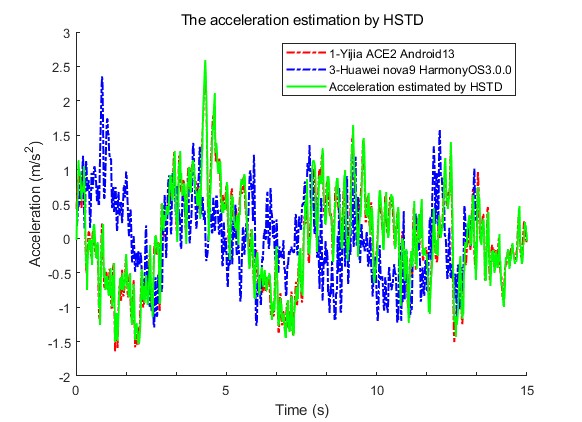 The acceleration estimation by HSTD
3
2.5
2
1.5
1
0.5
0
-0.5
-1
-1.5
-2
Acceleration (m/s²)
1-Yijia ACE2 Android13
3-Huawei nova9 HarmonyOS3.0.0
Acceleration estimated by HSTD
0 5 10 15
Time (s)